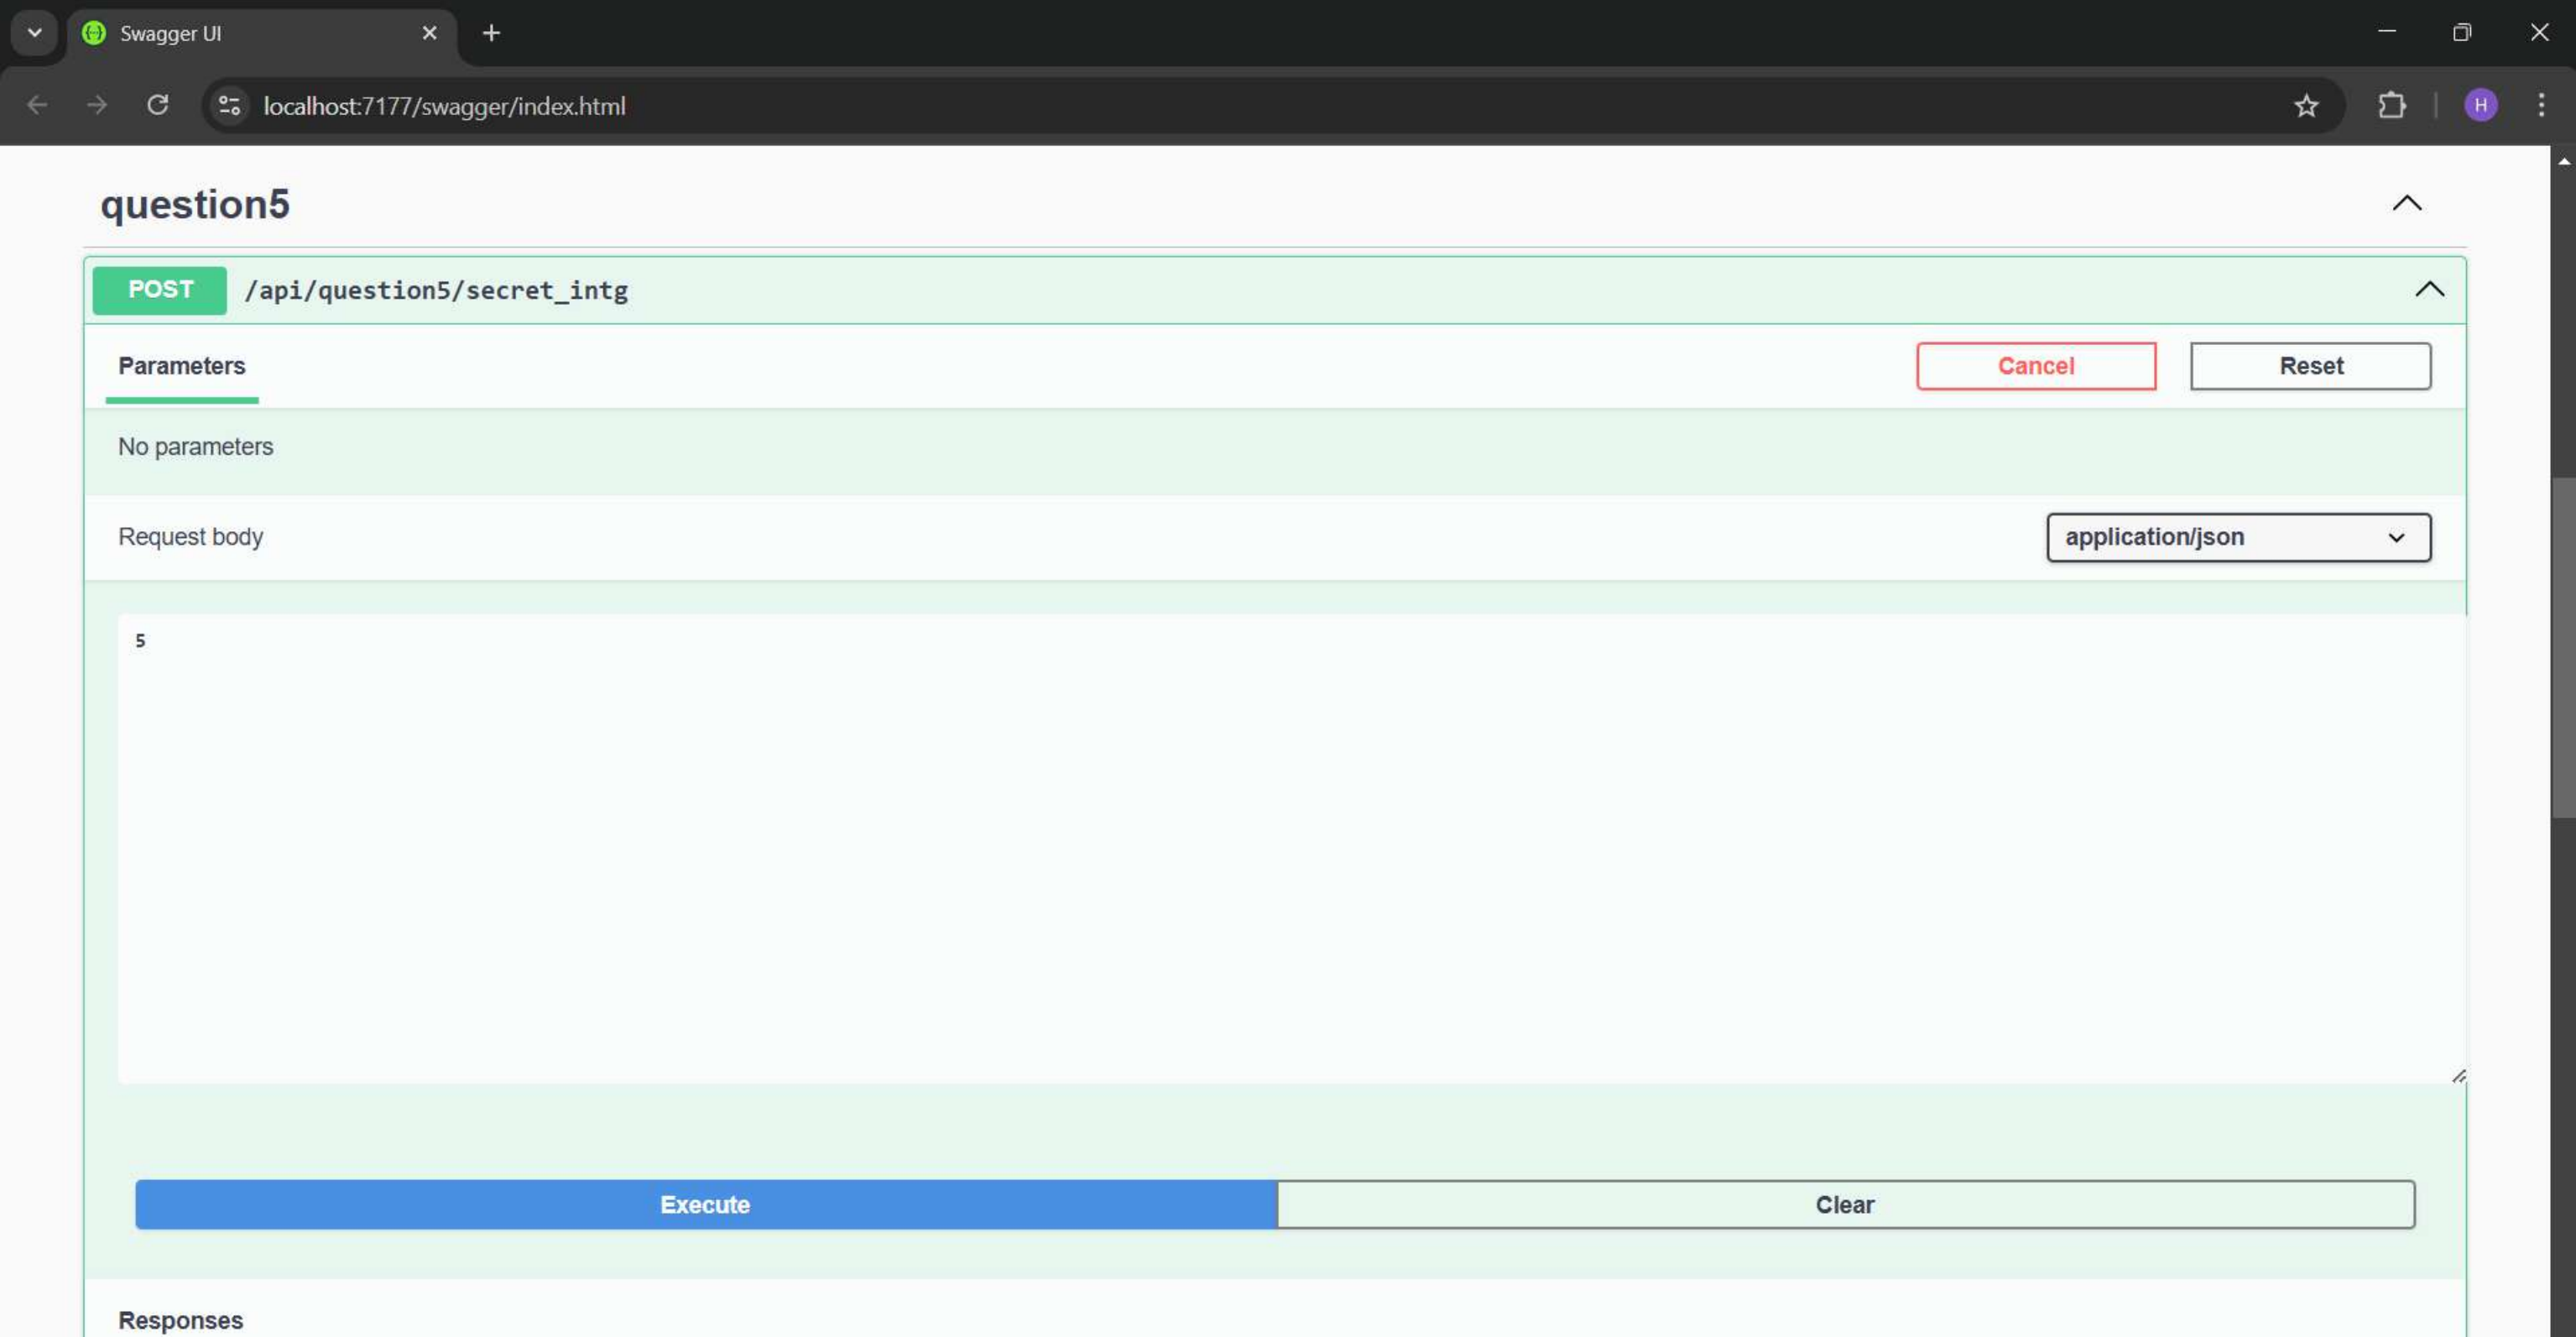 Swagger UI
localhost:7177/swagger/index.html
H
question5
POST /api/question5/secret_intg
Parameters
Cancel
Reset
No parameters
Request body
application/json
5
Execute
Clear
Responses